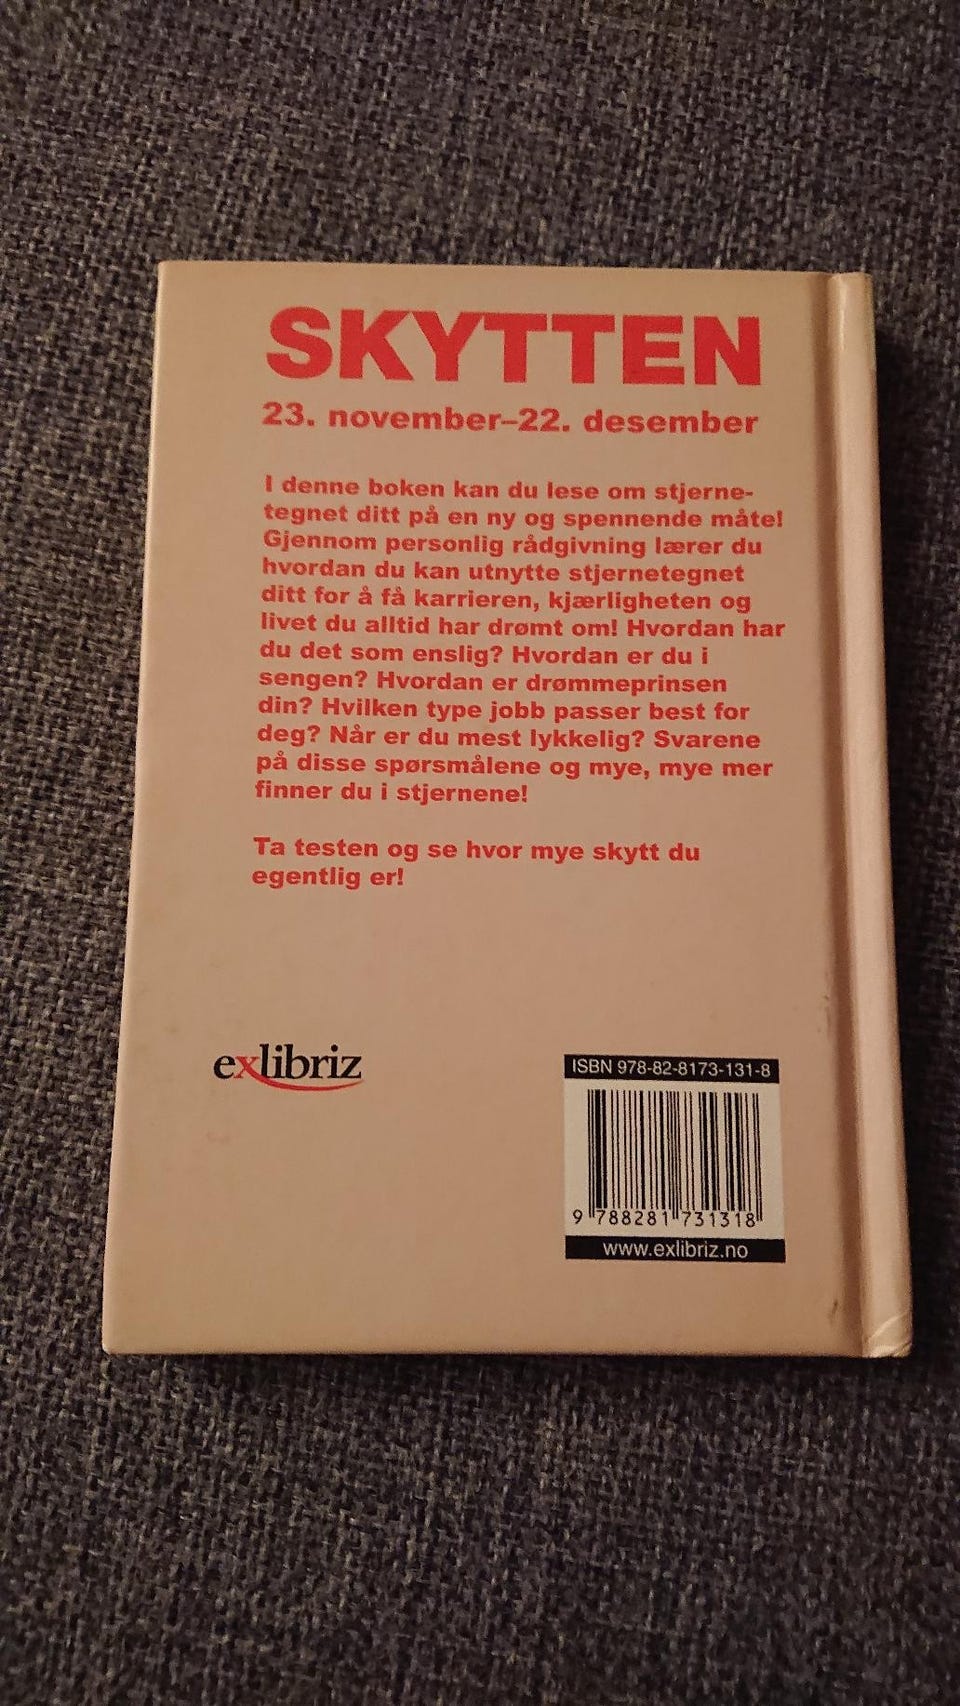 SKYTTEN
23. november–22. desember
I denne boken kan du lese om stjerne-
tegnet ditt på en ny og spennende måte!
Gjennom personlig rådgivning lærer du
hvordan du kan utnytte stjernetegnet
ditt for å få karrieren, kjærligheten og
livet du alltid har drømt om! Hvordan har
du det som enslig? Hvordan er du i
sengen? Hvordan er drømmeprinsen
din? Hvilken type jobb passer best for
deg? Når er du mest lykkelig? Svarene
på disse spørsmålene og mye, mye mer
finner du i stjernene!
Ta testen og se hvor mye skytt du
egentlig er!
exlibriz
ISBN 978-82-8173-131-8
9 788281 731318
www.exlibriz.no